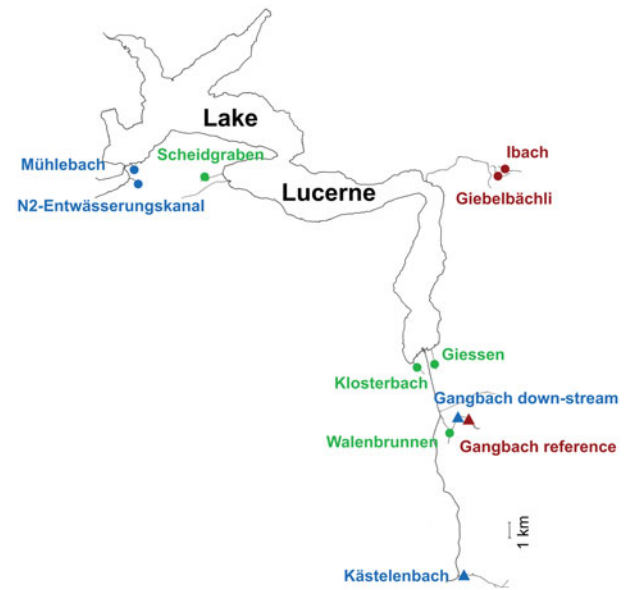 Lake
Ibach
Mühlebach
Scheidgraben
Lucerne
Giebelbächli
N2-Entwässerungskanal
Giessen
Klosterbach
Gangbach down-stream
Walenbrunnen
Gangbach reference
1 km
Kästelenbach